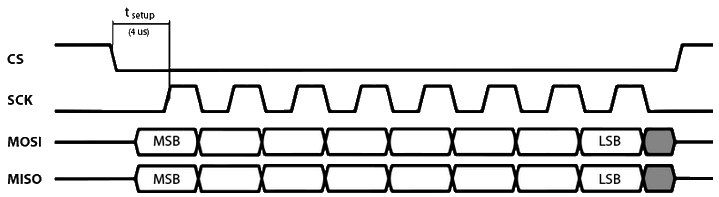 t setup
(4 us)
CS
SCK
MOSI MSB LSB
MISO MSB LSB